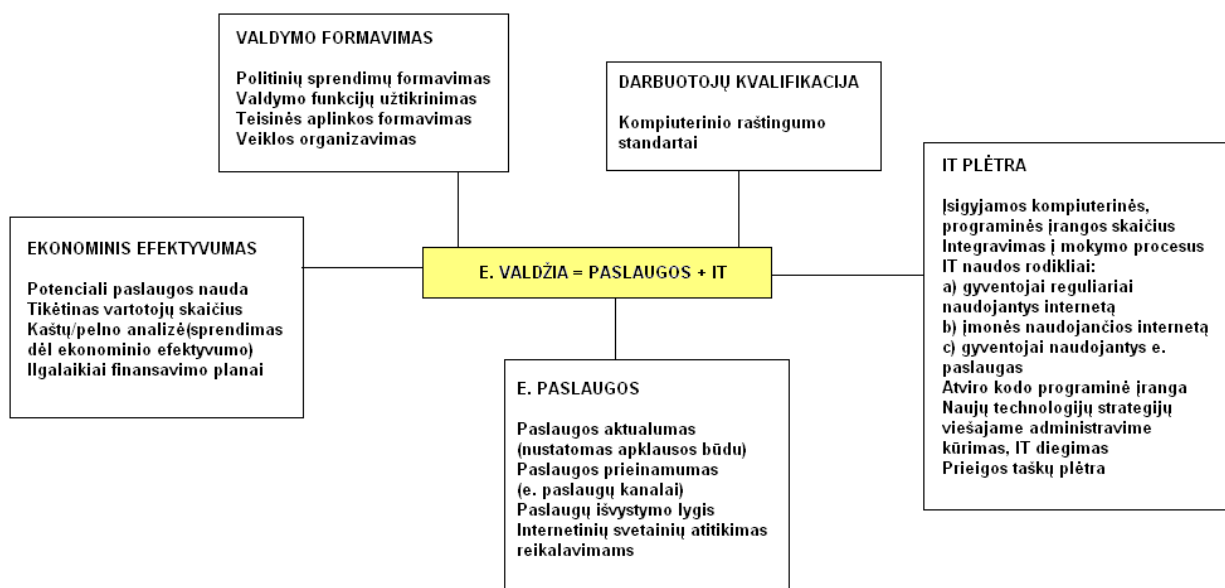 VALDYMO FORMAVIMAS
Politinių sprendimų formavimas
Valdymo funkcijų užtikrinimas
Teisinės aplinkos formavimas
Veiklos organizavimas
DARBUOTOJŲ KVALIFIKACIJA
Kompiuterinio raštingumo
standartai
IT PLĖTRA
Įsigyjamos kompiuterinės,
programinės įrangos skaičius
Integravimas į mokymo procesus
IT naudos rodikliai:
a) gyventojai reguliariai
naudojantys internetą
b) įmonės naudojančios internetą
c) gyventojai naudojantys e.
paslaugas
Atviro kodo programinė įranga
Naujų technologijų strategijų
viešajame administravime
kūrimas, IT diegimas
Prieigos taškų plėtra
EKONOMINIS EFEKTYVUMAS
Potenciali paslaugos nauda
Tikėtinas vartotojų skaičius
Kaštų/pelno analizė(sprendimas
dėl ekonominio efektyvumo)
Ilgalaikiai finansavimo planai
E. VALDŽIA = PASLAUGOS + IT
E. PASLAUGOS
Paslaugos aktualumas
(nustatomas apklausos būdu)
Paslaugos prieinamumas
(e. paslaugų kanalai)
Paslaugų išvystymo lygis
Internetinių svetainių atitikimas
reikalavimams